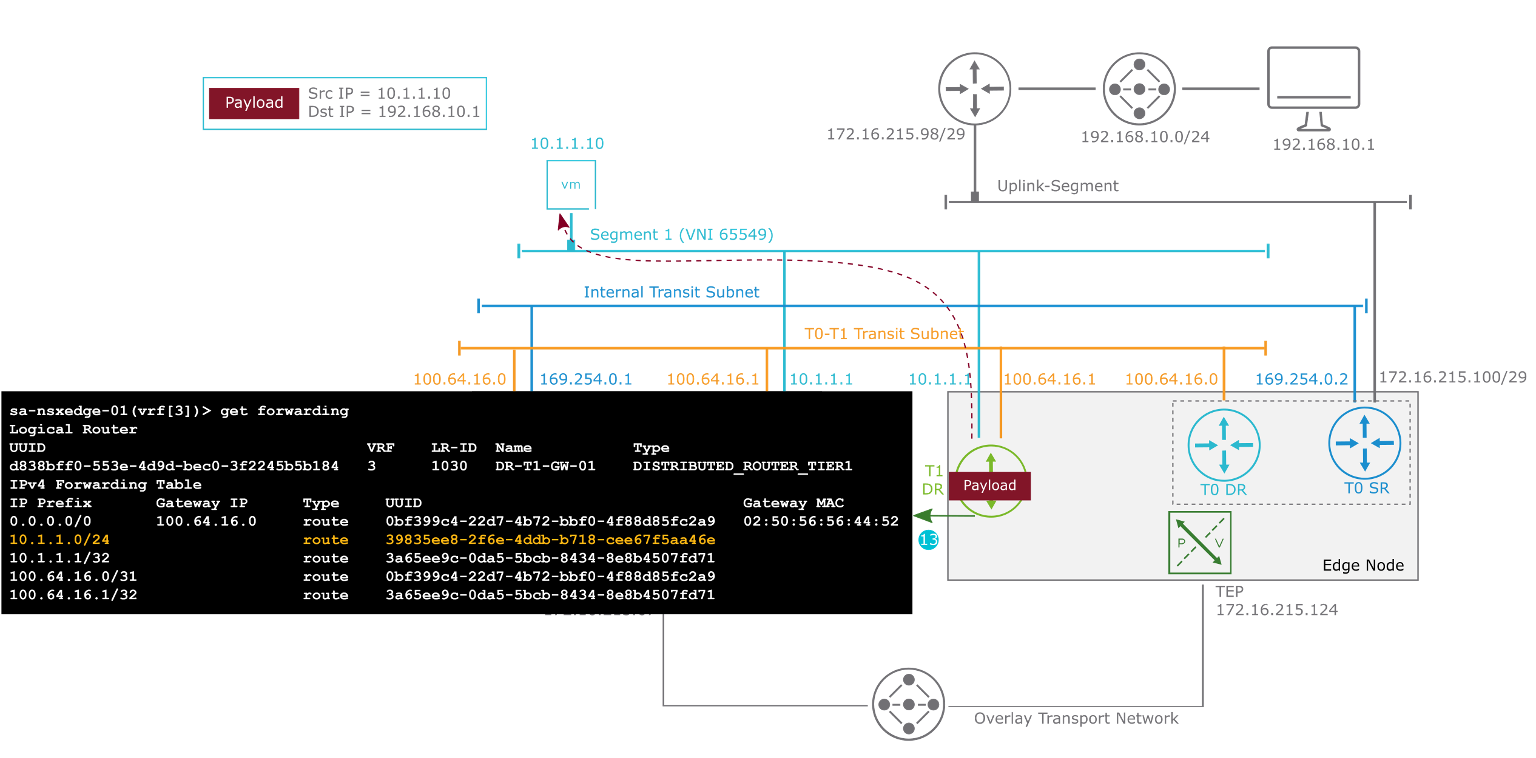 Payload
Src IP = 10.1.1.10
Dst IP = 192.168.10.1
172.16.215.98/29
192.168.10.0/24
192.168.10.1
10.1.1.10
vm
Uplink-Segment
Segment 1 (VNI 65549)
Internal Transit Subnet
T0-T1 Transit Subnet
100.64.16.0
169.254.0.1
100.64.16.1
10.1.1.1
10.1.1.1
100.64.16.1
100.64.16.0
169.254.0.2
172.16.215.100/29
sa-nsxedge-01(vrf[3])> get forwarding
Logical Router
UUID VRF LR-ID Name Type
d838bff0-553e-4d9d-bec0-3f2245b5b184 3 1030 DR-T1-GW-01 DISTRIBUTED_ROUTER_TIER1
IPv4 Forwarding Table
IP Prefix Gateway IP Type UUID Gateway MAC
0.0.0.0/0 100.64.16.0 route 0bf399c4-22d7-4b72-bbf0-4f88d85fc2a9 02:50:56:56:44:52
10.1.1.0/24 route 39835ee8-2f6e-4ddb-b718-cee67f5aa46e
10.1.1.1/32 route 3a65ee9c-0da5-5bcb-8434-8e8b4507fd71
100.64.16.0/31 route 0bf399c4-22d7-4b72-bbf0-4f88d85fc2a9
100.64.16.1/32 route 3a65ee9c-0da5-5bcb-8434-8e8b4507fd71
T1
DR
Payload
13
T0 DR
T0 SR
P V
Edge Node
TEP
172.16.215.124
Overlay Transport Network